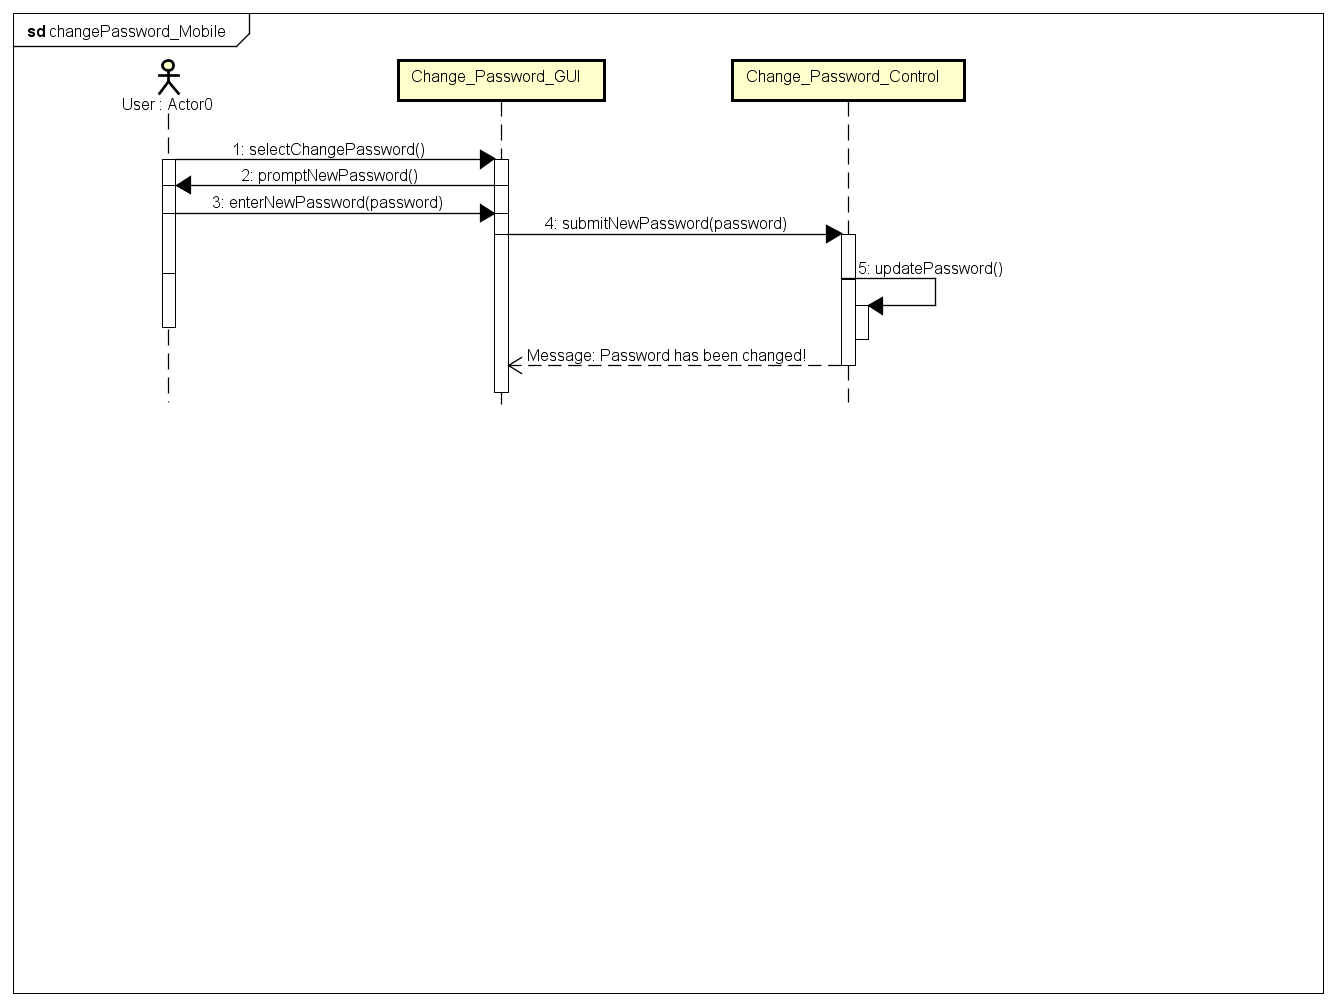 sd changePassword_Mobile
User : Actor0
Change_Password_GUI
Change_Password_Control
1: selectChangePassword()
2: promptNewPassword()
3: enterNewPassword(password)
4: submitNewPassword(password)
5: updatePassword()
Message: Password has been changed!